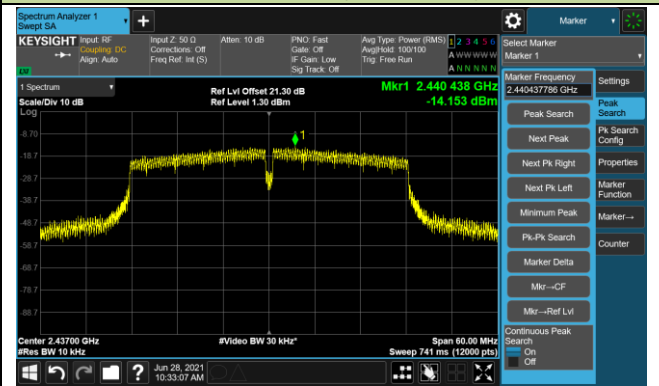 Spectrum Analyzer 1
Swept SA
Marker
KEYSIGHT
Input: RF
Coupling: DC
Align: Auto
Input Z: 50 Ω
Corrections: Off
Freq Ref: Int (S)
Atten: 10 dB
PNO: Fast
Gate: Off
IF Gain: Low
Sig Track: Off
Avg Type: Power (RMS)
Avg|Hold: 100/100
Trig: Free Run
1 2 3 4 5 6
A W W W W W
A N N N N N
Select Marker
Marker 1
1 Spectrum
Scale/Div 10 dB
Log
Ref Lvl Offset 21.30 dB
Ref Level 1.30 dBm
Mkr1 2.440 438 GHz
-14.153 dBm
1
-8.70
-18.7
-28.7
-38.7
-48.7
-58.7
-68.7
-78.7
-88.7
Center 2.43700 GHz
#Res BW 10 kHz
#Video BW 30 kHz*
Span 60.00 MHz
Sweep 741 ms (12000 pts)
Marker Frequency
2.440437786 GHz
Peak Search
Next Peak
Next Pk Right
Next Pk Left
Minimum Peak
Pk-Pk Search
Marker Delta
Mkr→CF
Mkr→Ref Lvl
Continuous Peak
Search
On
Off
Settings
Peak
Search
Pk Search
Config
Properties
Marker
Function
Marker→
Counter
Jun 28, 2021
10:33:07 AM